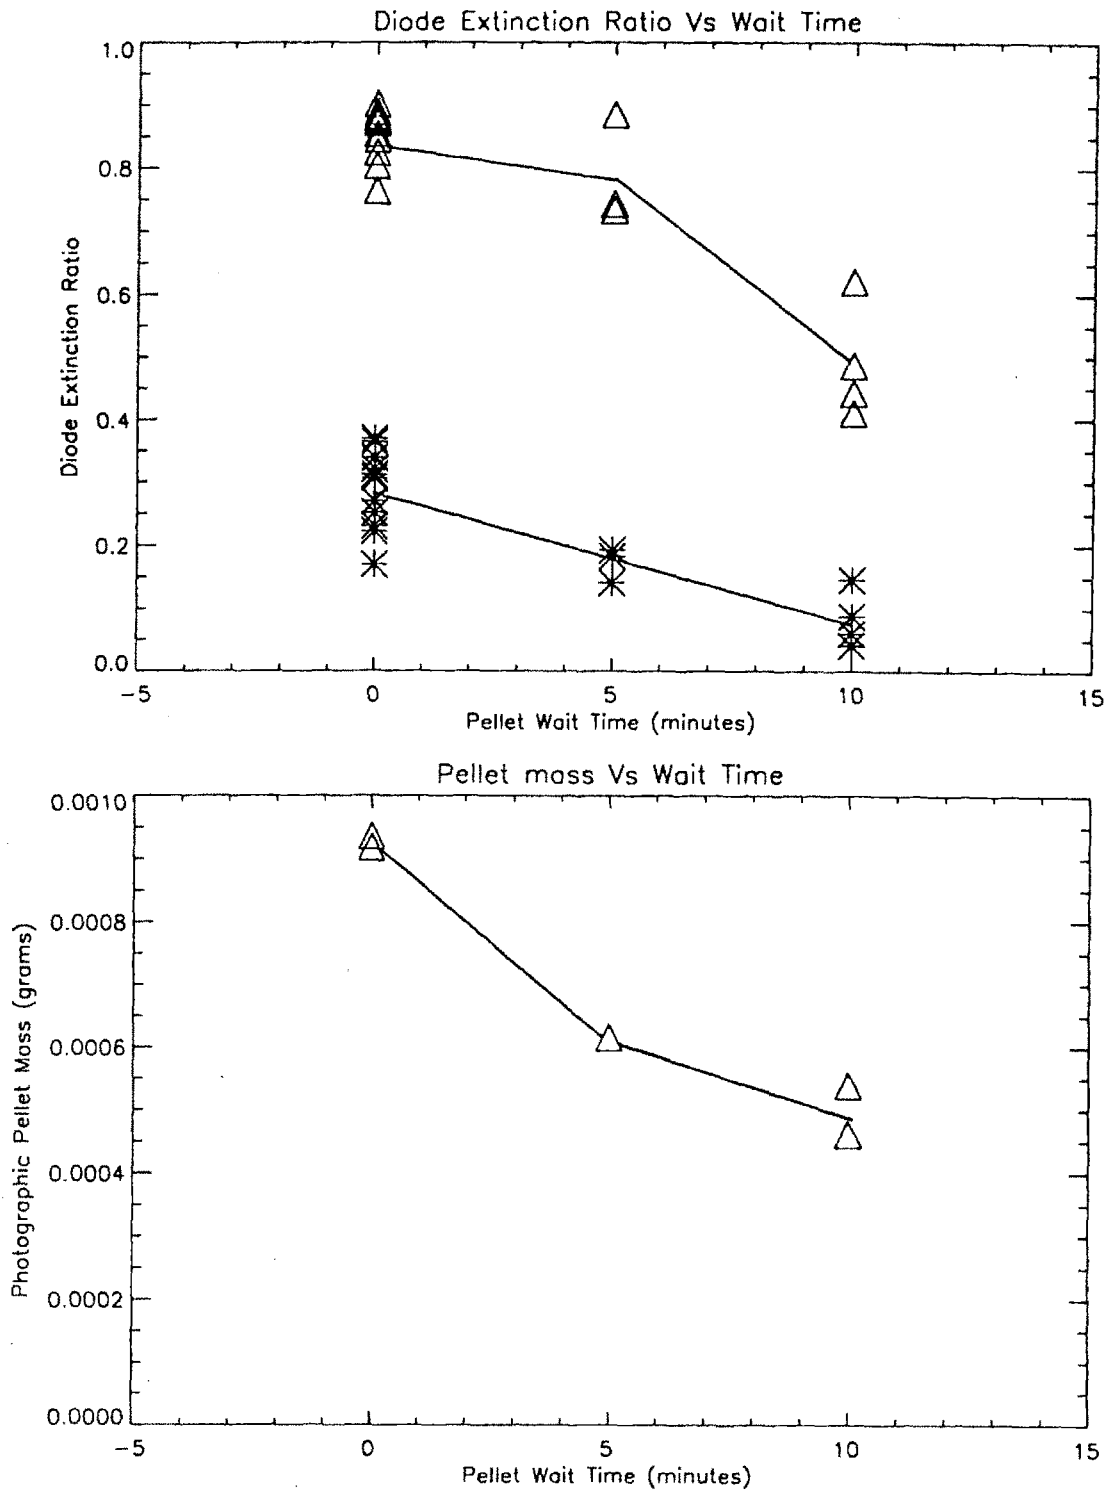 Diode Extinction Ratio Vs Wait Time
1.0
0.8
0.6
0.4
0.2
0.0
Diode Extinction Ratio
-5 0 5 10 15
Pellet Wait Time (minutes)
Pellet mass Vs Wait Time
0.0010
0.0008
0.0006
0.0004
0.0002
0.0000
Photographic Pellet Mass (grams)
-5 0 5 10 15
Pellet Wait Time (minutes)